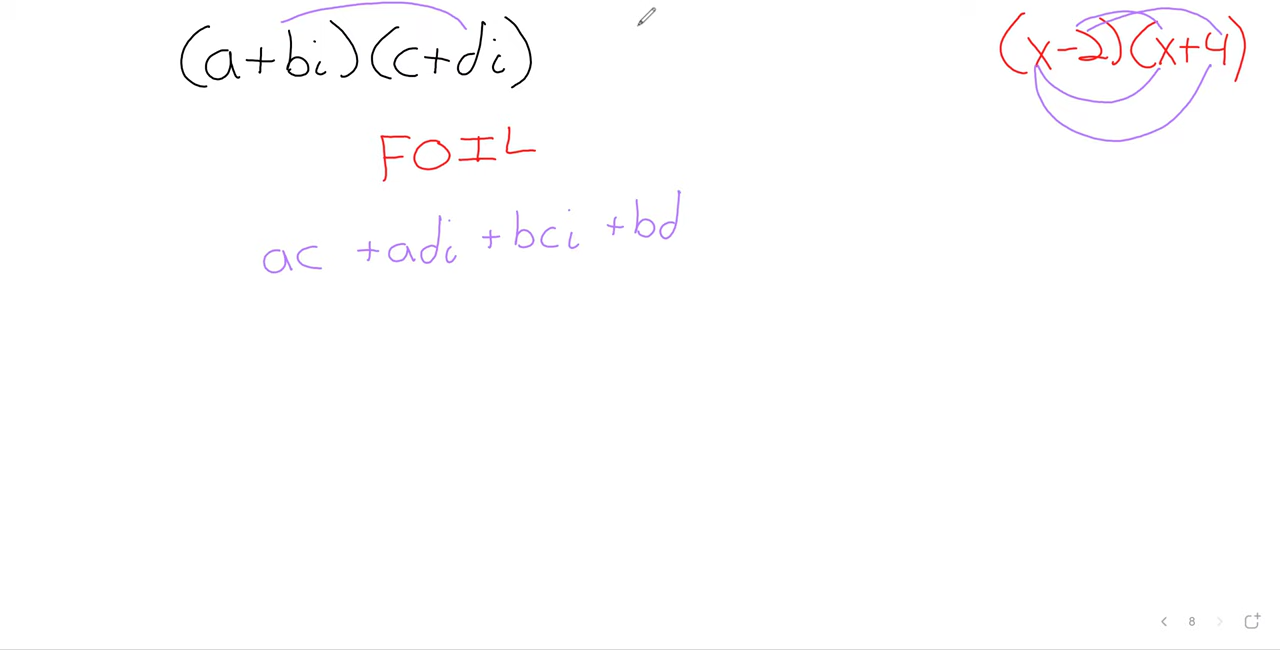 (a+bi)(c+di)
(x-2)(x+4)
FOIL
ac +adi +bci +bd
8